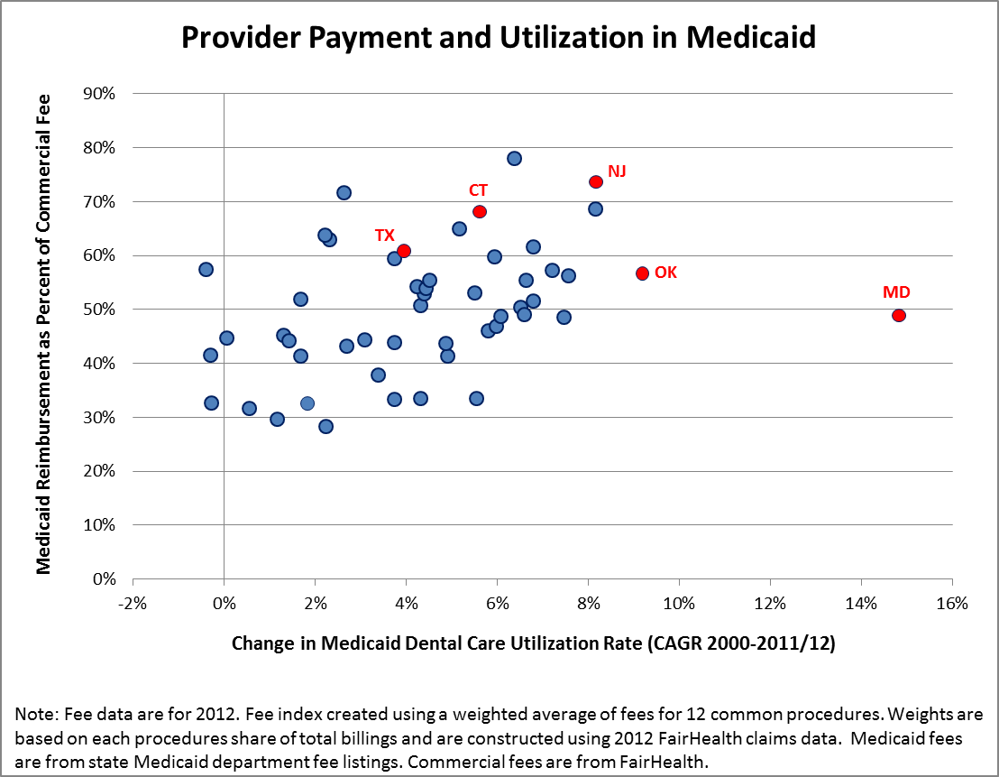 Provider Payment and Utilization in Medicaid
Medicaid Reimbursement as Percent of Commercial Fee
90%
80%
70%
60%
50%
40%
30%
20%
10%
0%
NJ
CT
TX
OK
MD
-2% 0% 2% 4% 6% 8% 10% 12% 14% 16%
Change in Medicaid Dental Care Utilization Rate (CAGR 2000-2011/12)
Note: Fee data are for 2012. Fee index created using a weighted average of fees for 12 common procedures. Weights are
based on each procedures share of total billings and are constructed using 2012 FairHealth claims data. Medicaid fees
are from state Medicaid department fee listings. Commercial fees are from FairHealth.